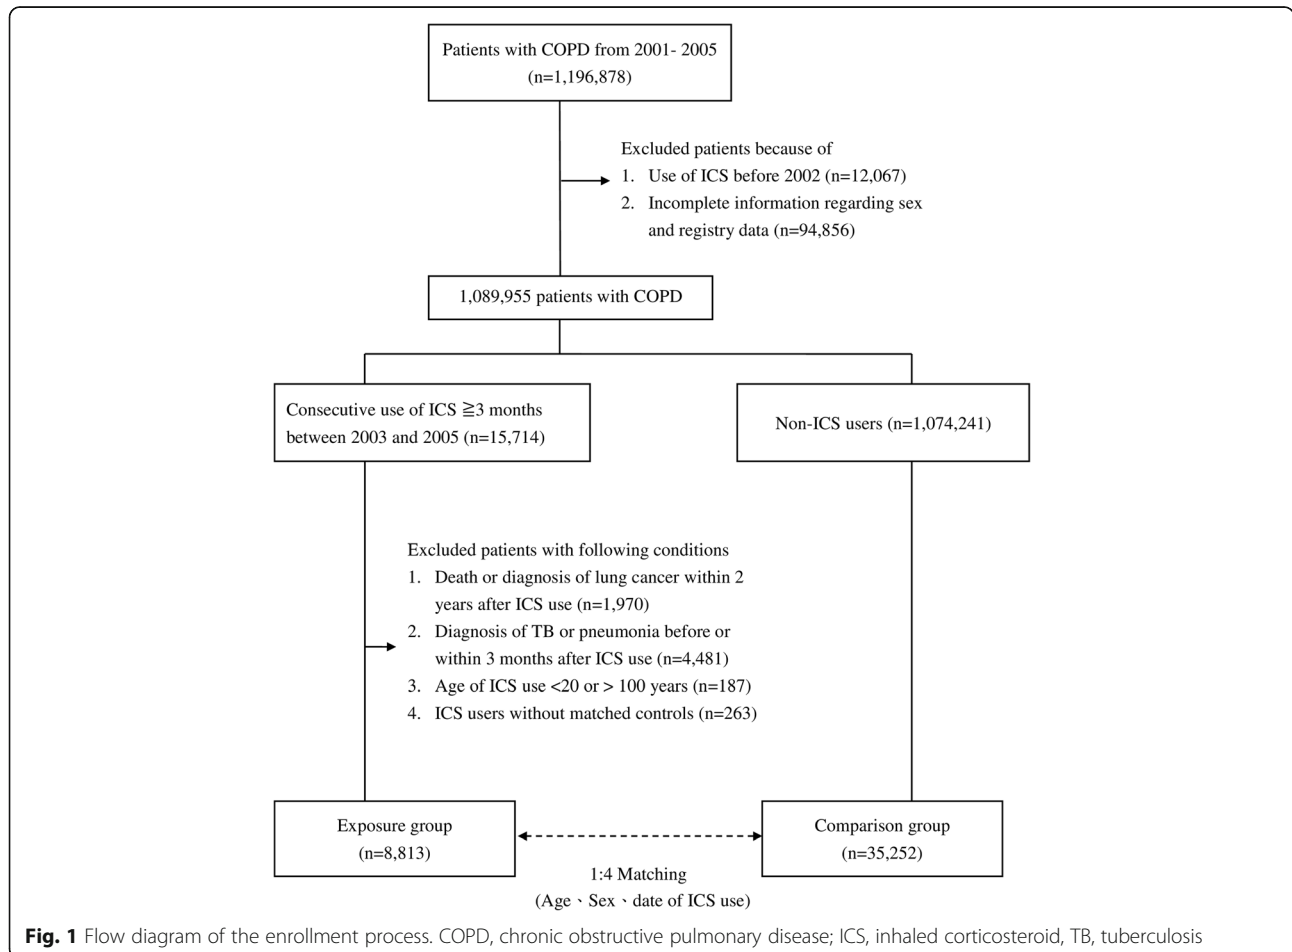 Patients with COPD from 2001- 2005
(n=1,196,878)
Excluded patients because of
1. Use of ICS before 2002 (n=12,067)
2. Incomplete information regarding sex
and registry data (n=94,856)
1,089,955 patients with COPD
Consecutive use of ICS ≧3 months
between 2003 and 2005 (n=15,714)
Non-ICS users (n=1,074,241)
Excluded patients with following conditions
1. Death or diagnosis of lung cancer within 2
years after ICS use (n=1,970)
2. Diagnosis of TB or pneumonia before or
within 3 months after ICS use (n=4,481)
3. Age of ICS use <20 or > 100 years (n=187)
4. ICS users without matched controls (n=263)
Exposure group
(n=8,813)
Comparison group
(n=35,252)
1:4 Matching
(Age、Sex、date of ICS use)
Fig. 1 Flow diagram of the enrollment process. COPD, chronic obstructive pulmonary disease; ICS, inhaled corticosteroid, TB, tuberculosis